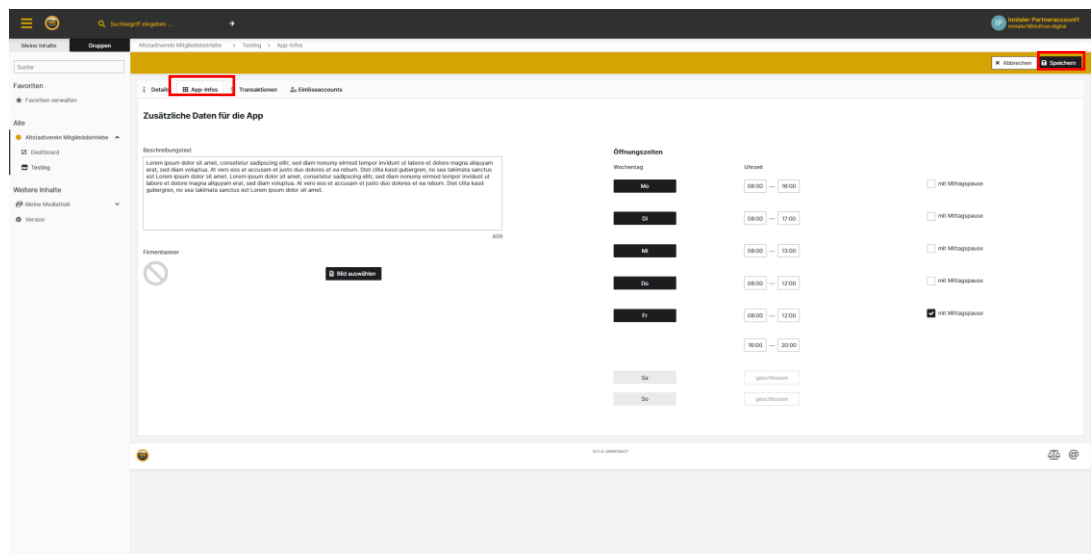 Suchbegriff eingeben ...
IP
Inntaler Partneraccount1
Meine Inhalte Gruppen
Altstadtverein Mitgliedsbetriebe > Testing > App-Infos
Suche
Abbrechen Speichern
Favoriten
Favoriten verwalten
Details App-Infos Transaktionen Einlöseaccounts
Zusätzliche Daten für die App
Alle
Altstadtverein Mitgliedsbetriebe
Dashboard
Testing
Weitere Inhalte
Meine Mediathek
Version
Beschreibungstext
Lorem ipsum dolor sit amet, consetetur sadipscing elitr, sed diam nonumy eirmod tempor invidunt ut labore et dolore magna aliquyam
erat, sed diam voluptua. At vero eos et accusam et justo duo dolores et ea rebum. Stet clita kasd gubergren, no sea takimata sanctus
est Lorem ipsum dolor sit amet. Lorem ipsum dolor sit amet, consetetur sadipscing elitr, sed diam nonumy eirmod tempor invidunt ut
labore et dolore magna aliquyam erat, sed diam voluptua. At vero eos et accusam et justo duo dolores et ea rebum. Stet clita kasd
gubergren, no sea takimata sanctus est Lorem ipsum dolor sit amet.
Firmenbanner
Bild auswählen
Öffnungszeiten
Wochentag Uhrzeit
Mo 08:00 — 16:00 mit Mittagspause
Di 08:00 — 17:00 mit Mittagspause
Mi 08:00 — 13:00 mit Mittagspause
Do 08:00 — 12:00 mit Mittagspause
Fr 08:00 — 12:00 mit Mittagspause
16:00 — 20:00
Sa geschlossen
So geschlossen